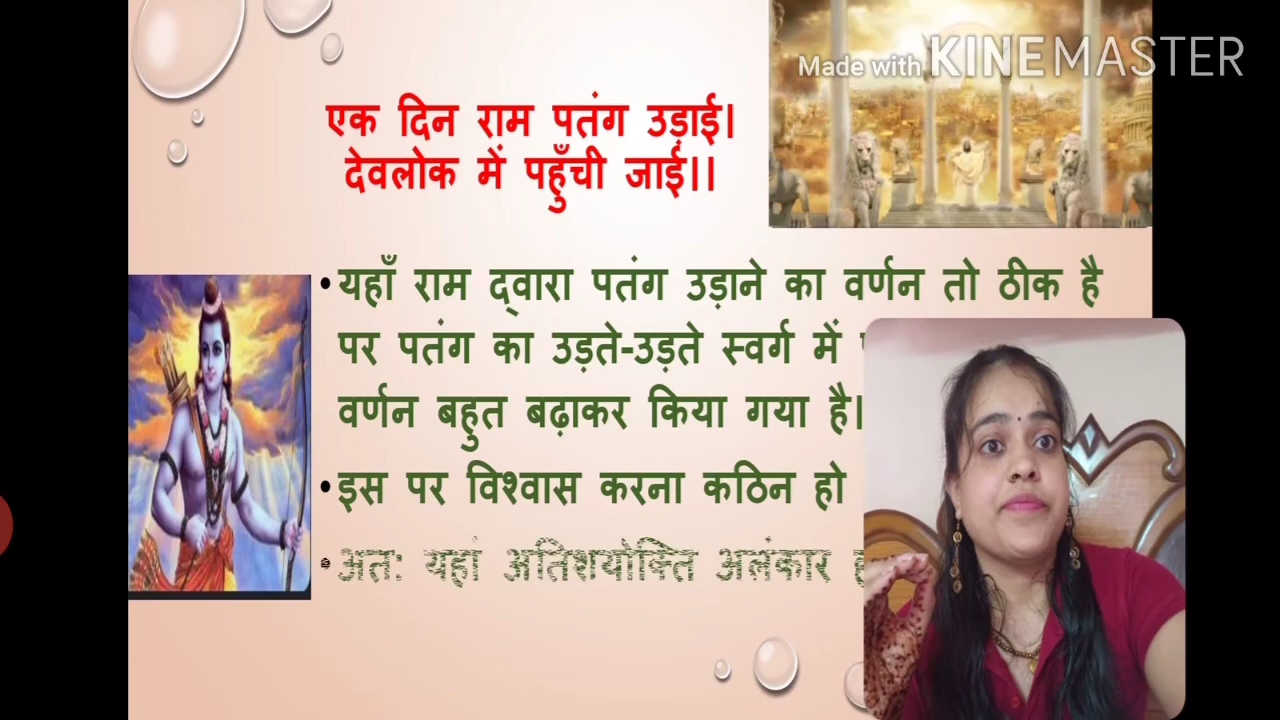 Made with KINEMASTER
एक दिन राम पतंग उड़ाई।
देवलोक में पहुँची जाई।।
•यहाँ राम द्वारा पतंग उड़ाने का वर्णन तो ठीक है
पर पतंग का उड़ते-उड़ते स्वर्ग में
वर्णन बहुत बढ़ाकर किया गया है।
•इस पर विश्वास करना कठिन हो
•अतः यहां अतिशयोक्ति अलंकार